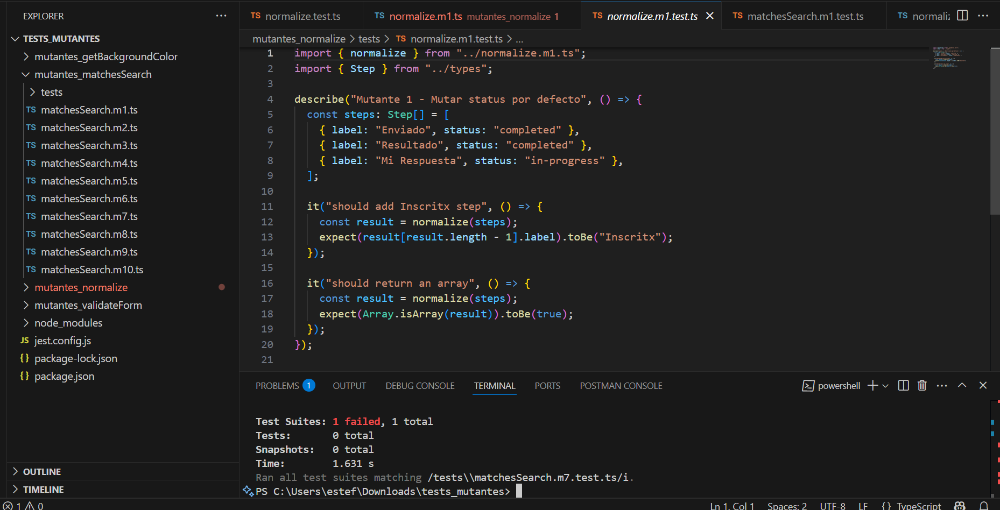 EXPLORER
TESTS_MUTANTES
mutantes_getBackgroundColor
mutantes_matchesSearch
tests
TS matchesSearch.m1.ts
TS matchesSearch.m2.ts
TS matchesSearch.m3.ts
TS matchesSearch.m4.ts
TS matchesSearch.m5.ts
TS matchesSearch.m6.ts
TS matchesSearch.m7.ts
TS matchesSearch.m8.ts
TS matchesSearch.m9.ts
TS matchesSearch.m10.ts
mutantes_normalize
mutantes_validateForm
node_modules
JS jest.config.js
{} package-lock.json
{} package.json
OUTLINE
TIMELINE
TS normalize.test.ts
TS normalize.m1.ts mutantes_normalize 1
TS normalize.m1.test.ts
TS matchesSearch.m1.test.ts
TS normaliz
mutantes_normalize > tests > TS normalize.m1.test.ts > ...
1 import { normalize } from "../normalize.m1.ts";
2 import { Step } from "../types";
3
4 describe("Mutante 1 - Mutar status por defecto", () => {
5 const steps: Step[] = [
6 { label: "Enviado", status: "completed" },
7 { label: "Resultado", status: "completed" },
8 { label: "Mi Respuesta", status: "in-progress" },
9 ];
10
11 it("should add Inscritx step", () => {
12 const result = normalize(steps);
13 expect(result[result.length - 1].label).toBe("Inscritx");
14 });
15
16 it("should return an array", () => {
17 const result = normalize(steps);
18 expect(Array.isArray(result)).toBe(true);
19 });
20 });
21
PROBLEMS 1 OUTPUT DEBUG CONSOLE TERMINAL PORTS POSTMAN CONSOLE
powershell
Test Suites: 1 failed, 1 total
Tests: 0 total
Snapshots: 0 total
Time: 1.631 s
Ran all test suites matching /tests\\matchesSearch.m7.test.ts/i.
PS C:\Users\estef\Downloads\tests_mutantes>
1 0
Ln 1, Col 1 Spaces: 2 UTF-8 LF {} TypeScript